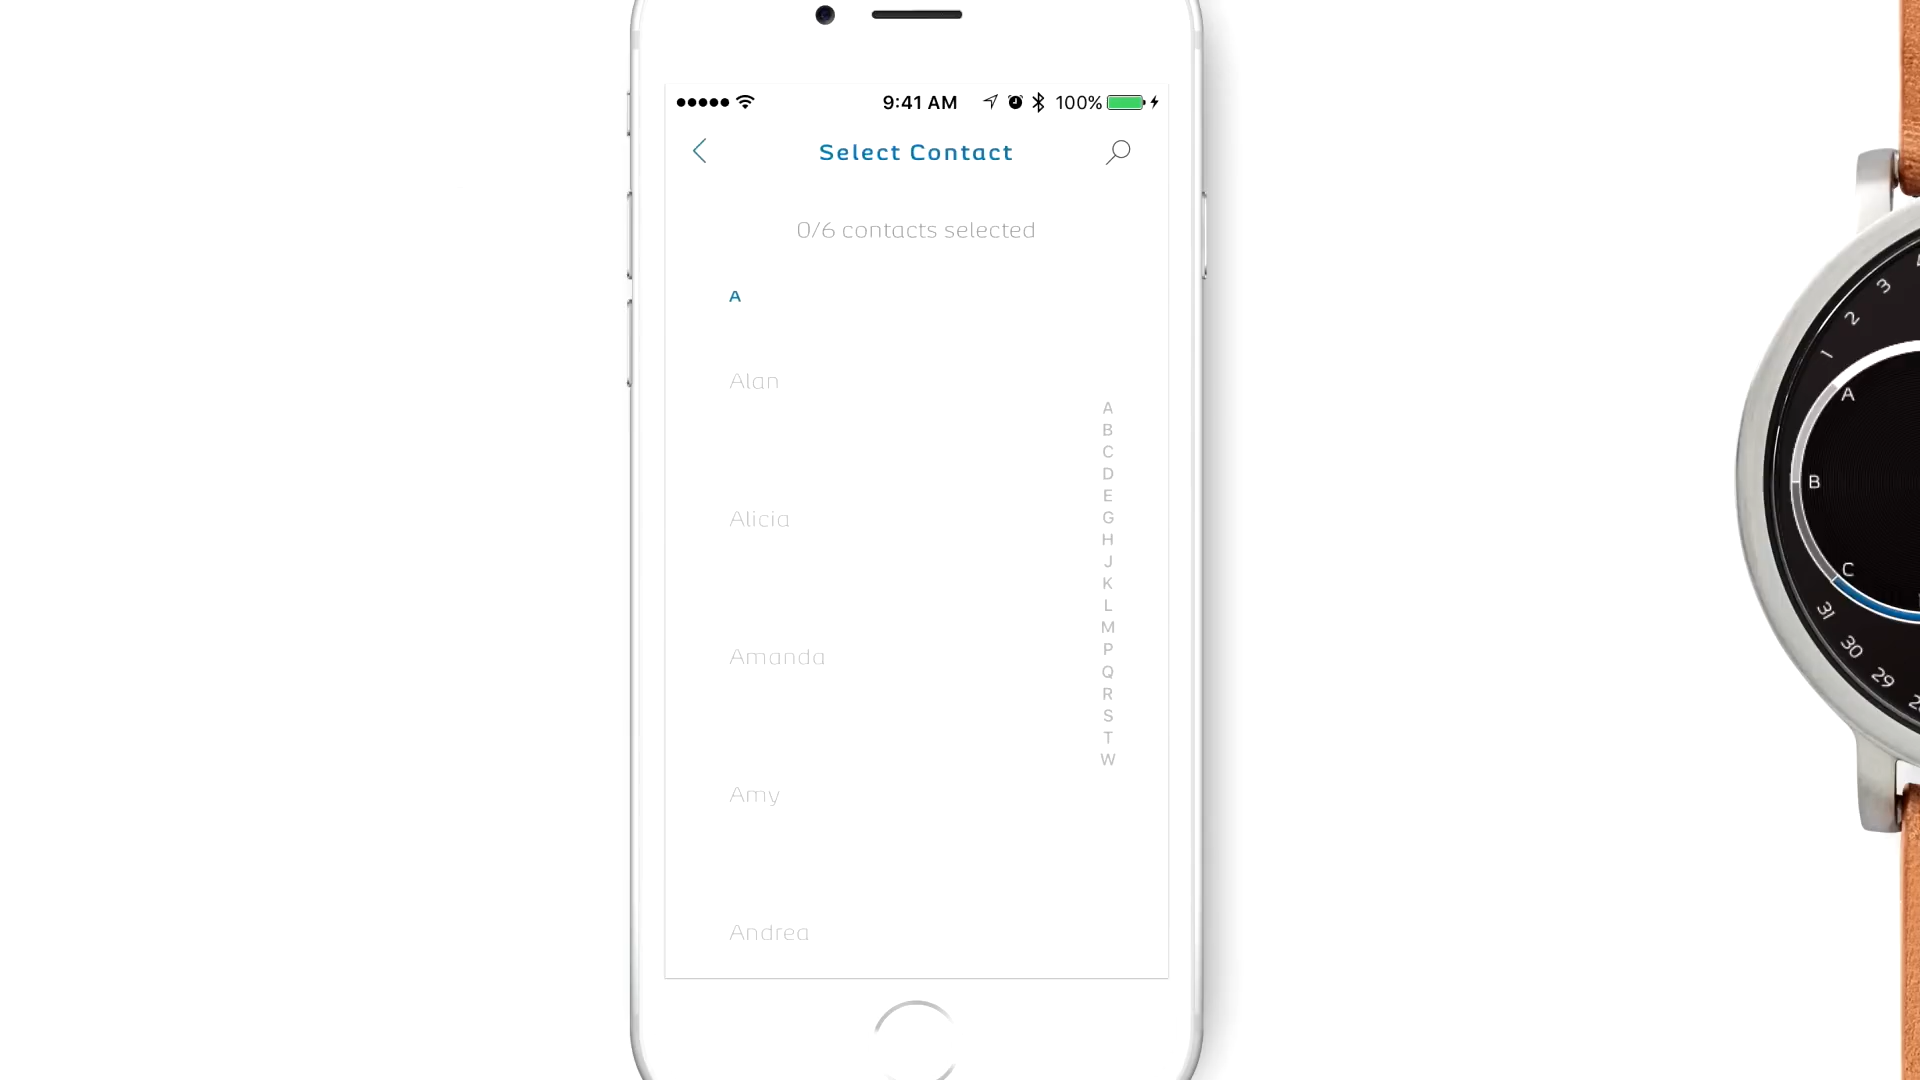 9:41 AM 100%
Select Contact
0/6 contacts selected
A
Alan
Alicia
Amanda
Amy
Andrea
A
B
C
D
E
G
H
J
K
L
M
P
Q
R
S
T
W
3
2
1
A
B
C
31
30
29